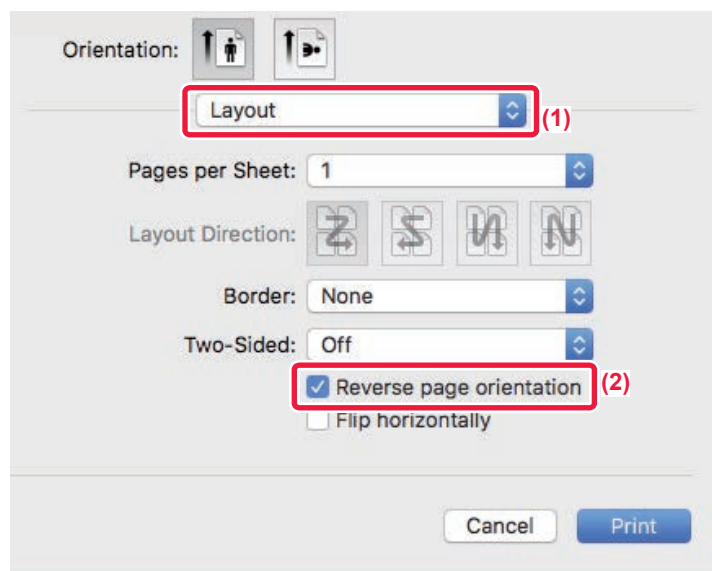 Orientation:
Layout
(1)
Pages per Sheet: 1
Layout Direction:
Border: None
Two-Sided: Off
Reverse page orientation
(2)
Flip horizontally
Cancel Print